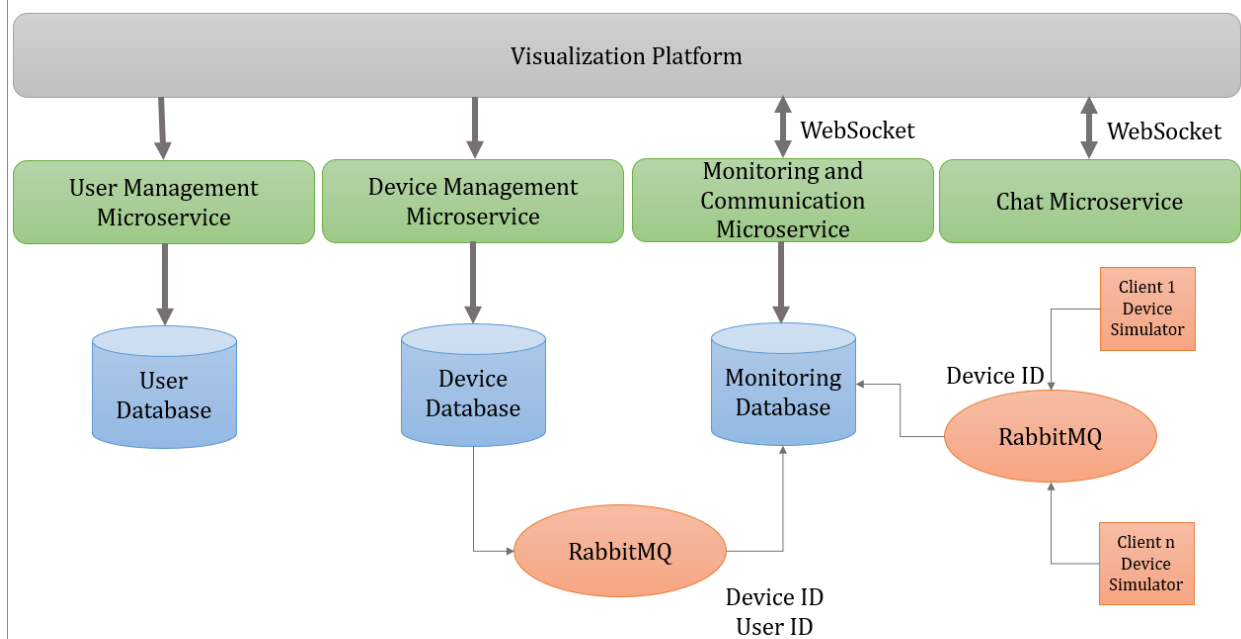 Visualization Platform
WebSocket
WebSocket
User Management
Microservice
Device Management
Microservice
Monitoring and
Communication
Microservice
Chat Microservice
Client 1
Device
Simulator
User
Database
Device
Database
Monitoring
Database
Device ID
RabbitMQ
RabbitMQ
Client n
Device
Simulator
Device ID
User ID